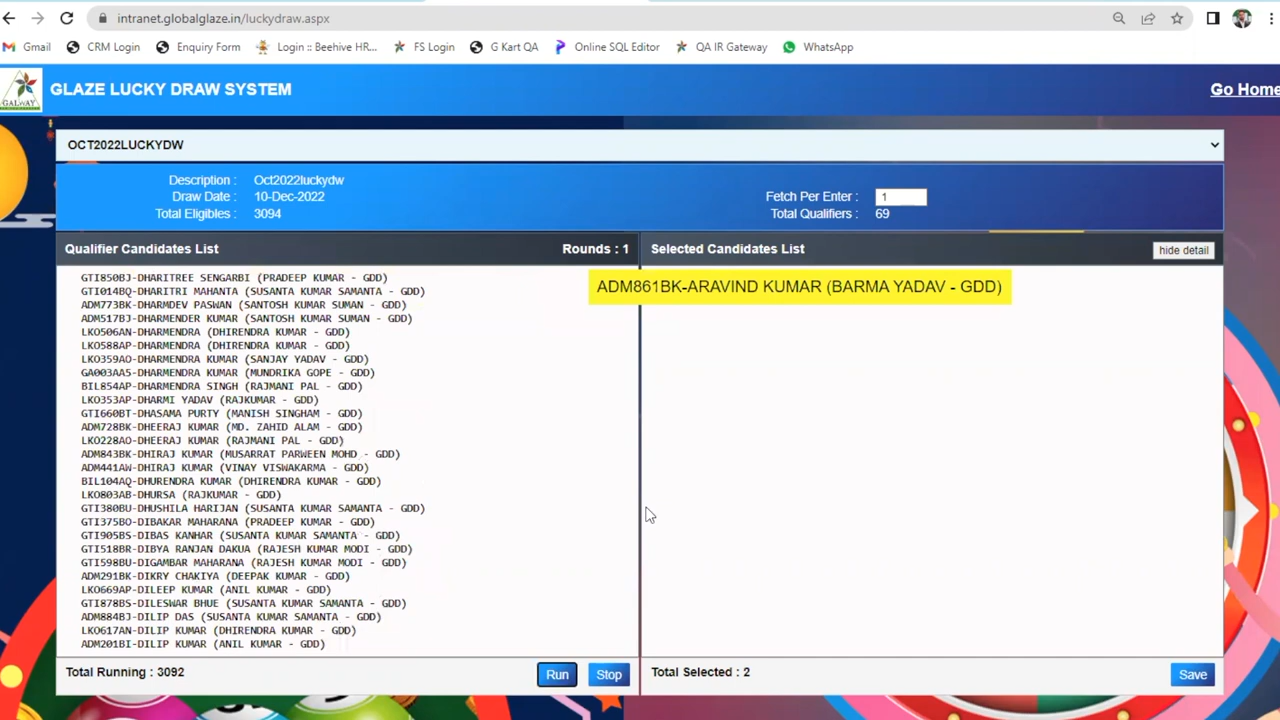 intranet.globalglaze.in/luckydraw.aspx
Gmail
CRM Login
Enquiry Form
Login :: Beehive HR...
FS Login
G Kart QA
Online SQL Editor
QA IR Gateway
WhatsApp
GALWAY
GLAZE LUCKY DRAW SYSTEM
Go Home
OCT2022LUCKYDW
Description : Oct2022luckydw
Draw Date : 10-Dec-2022
Total Eligibles : 3094
Fetch Per Enter : 1
Total Qualifiers : 69
Qualifier Candidates List
Rounds : 1
Selected Candidates List
hide detail
ADM861BK-ARAVIND KUMAR (BARMA YADAV - GDD)
GTI850BJ-DHARITREE SENGARBI (PRADEEP KUMAR - GDD)
GTI014BQ-DHARITRI MAHANTA (SUSANTA KUMAR SAMANTA - GDD)
ADM773BK-DHARMDEV PASWAN (SANTOSH KUMAR SUMAN - GDD)
ADM517BJ-DHARMENDER KUMAR (SANTOSH KUMAR SUMAN - GDD)
LKO506AN-DHARMENDRA (DHIRENDRA KUMAR - GDD)
LKO588AP-DHARMENDRA (DHIRENDRA KUMAR - GDD)
LKO359AO-DHARMENDRA KUMAR (SANJAY YADAV - GDD)
GA003AA5-DHARMENDRA KUMAR (MUNDRIKA GOPE - GDD)
BIL854AP-DHARMENDRA SINGH (RAJMANI PAL - GDD)
LKO353AP-DHARMI YADAV (RAJKUMAR - GDD)
GTI660BT-DHASAMA PURTY (MANISH SINGHAM - GDD)
ADM728BK-DHEERAJ KUMAR (MD. ZAHID ALAM - GDD)
LKO228AO-DHEERAJ KUMAR (RAJMANI PAL - GDD)
ADM843BK-DHIRAJ KUMAR (MUSARRAT PARWEEN MOHD - GDD)
ADM441AW-DHIRAJ KUMAR (VINAY VISWAKARMA - GDD)
BIL104AQ-DHURENDRA KUMAR (DHIRENDRA KUMAR - GDD)
LKO803AB-DHURSA (RAJKUMAR - GDD)
GTI380BU-DHUSHILA HARIJAN (SUSANTA KUMAR SAMANTA - GDD)
GTI375BO-DIBAKAR MAHARANA (PRADEEP KUMAR - GDD)
GTI905BS-DIBAS KANHAR (SUSANTA KUMAR SAMANTA - GDD)
GTI518BR-DIBYA RANJAN DAKUA (RAJESH KUMAR MODI - GDD)
GTI598BU-DIGAMBAR MAHARANA (RAJESH KUMAR MODI - GDD)
ADM291BK-DIKRY CHAKIYA (DEEPAK KUMAR - GDD)
LKO669AP-DILEEP KUMAR (ANIL KUMAR - GDD)
GTI878BS-DILESWAR BHUE (SUSANTA KUMAR SAMANTA - GDD)
ADM884BJ-DILIP DAS (SUSANTA KUMAR SAMANTA - GDD)
LKO617AN-DILIP KUMAR (DHIRENDRA KUMAR - GDD)
ADM201BI-DILIP KUMAR (ANIL KUMAR - GDD)
Total Running : 3092
Run
Stop
Total Selected : 2
Save